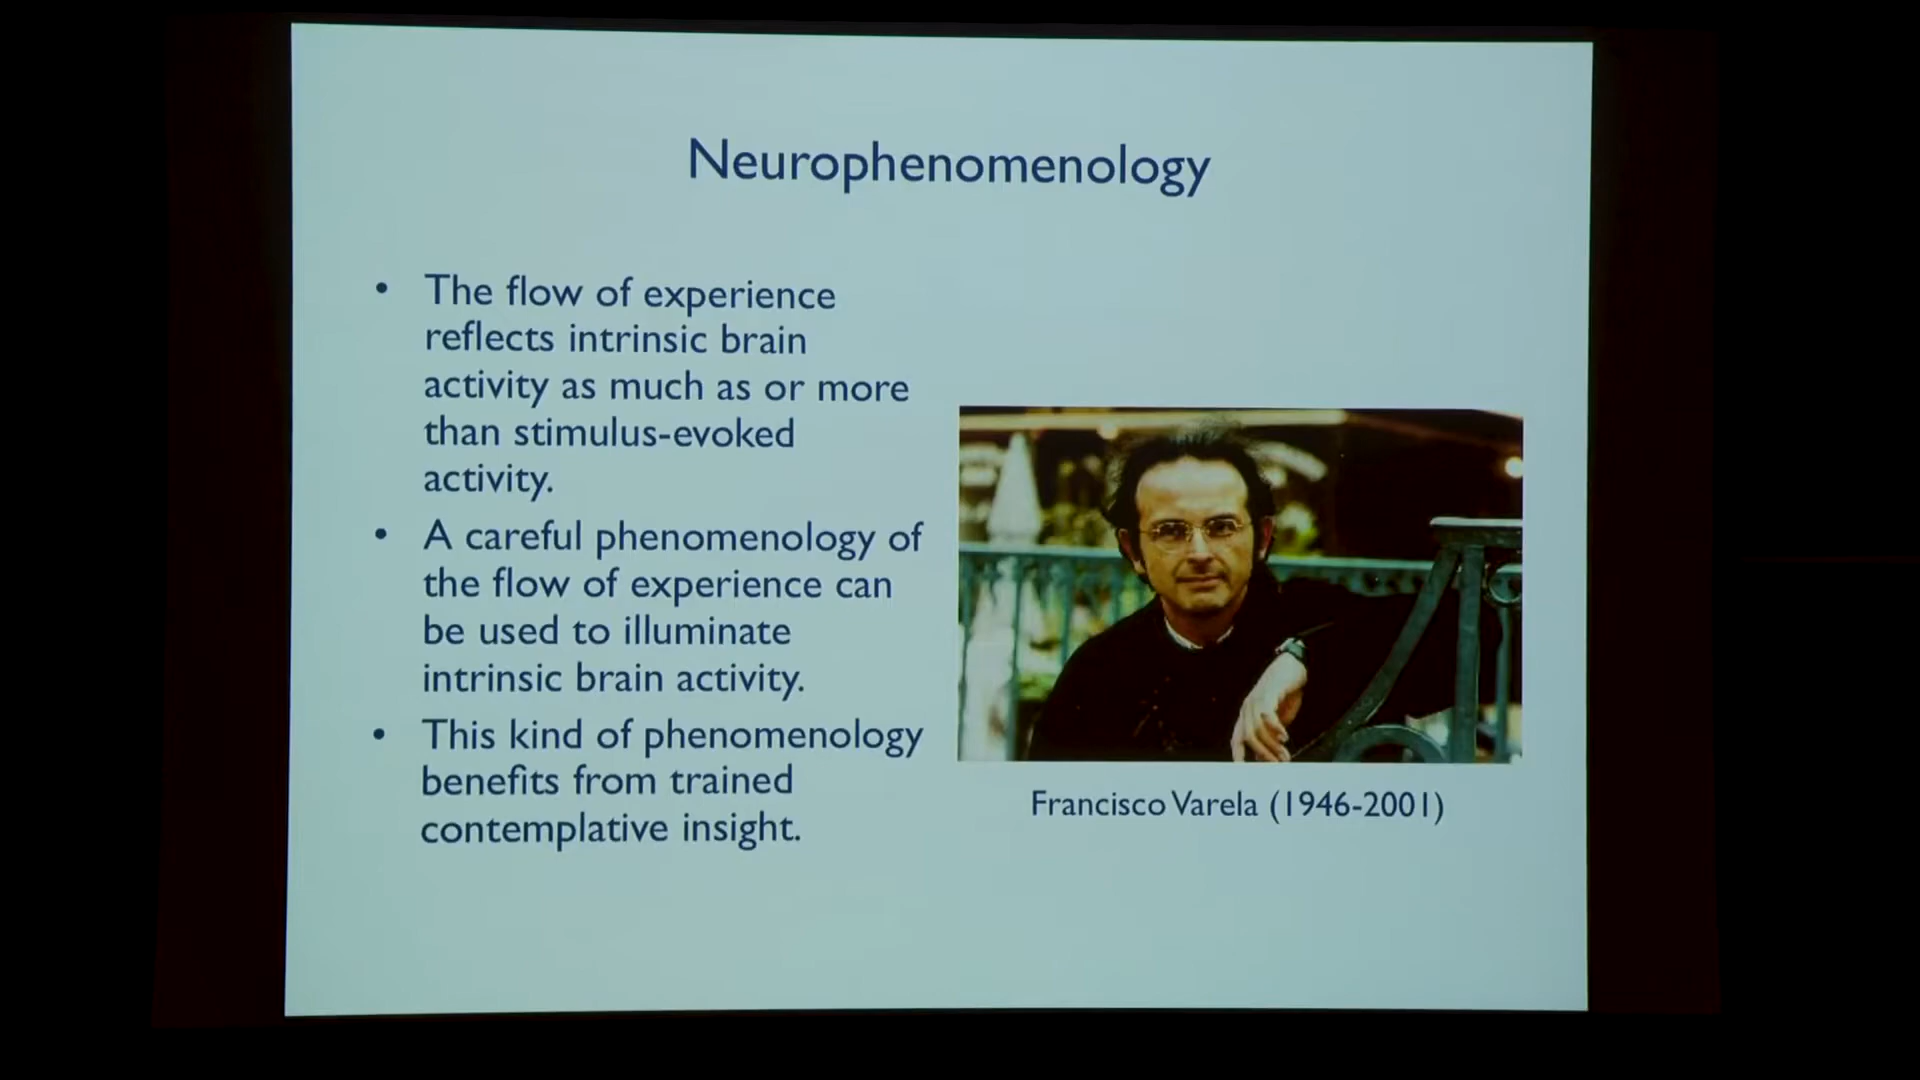 Neurophenomenology
• The flow of experience
reflects intrinsic brain
activity as much as or more
than stimulus-evoked
activity.
• A careful phenomenology of
the flow of experience can
be used to illuminate
intrinsic brain activity.
• This kind of phenomenology
benefits from trained
contemplative insight.
Francisco Varela (1946-2001)